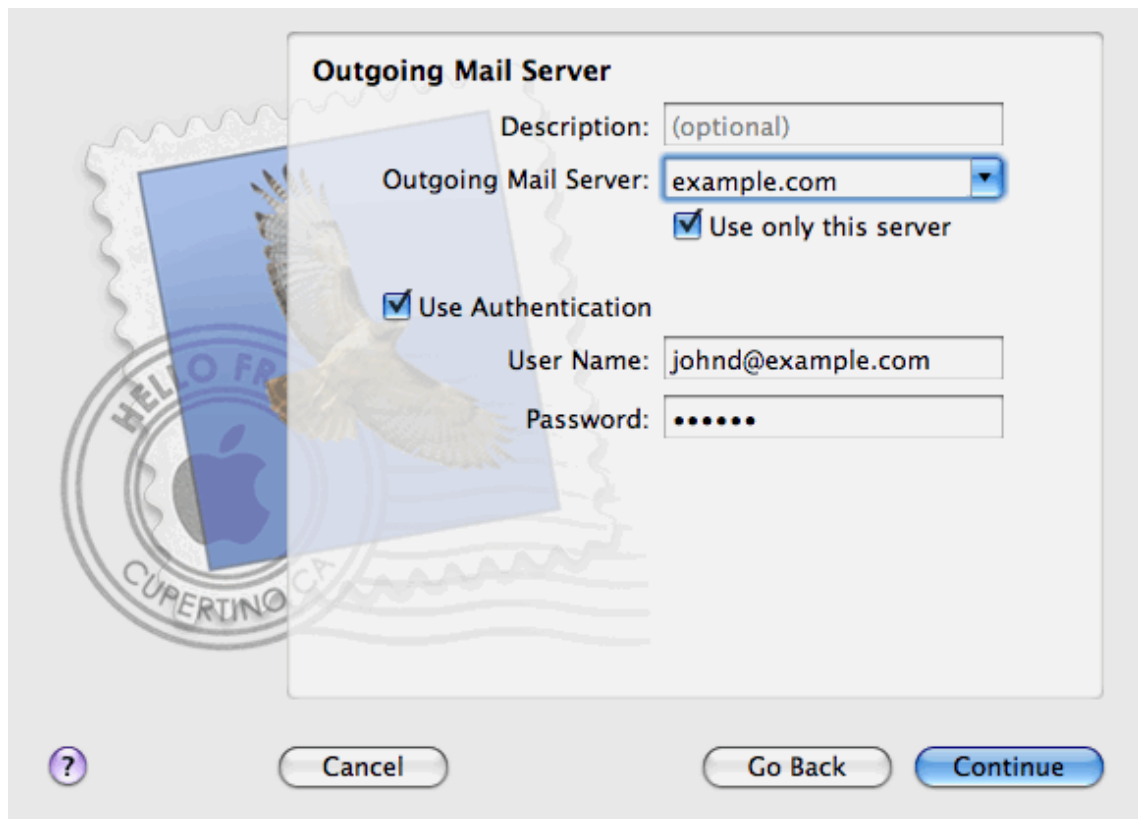 Outgoing Mail Server
Description: (optional)
Outgoing Mail Server: example.com
Use only this server
Use Authentication
User Name: johnd@example.com
Password: ••••••
HELLO FR
CUPERTINO CA
? Cancel Go Back Continue